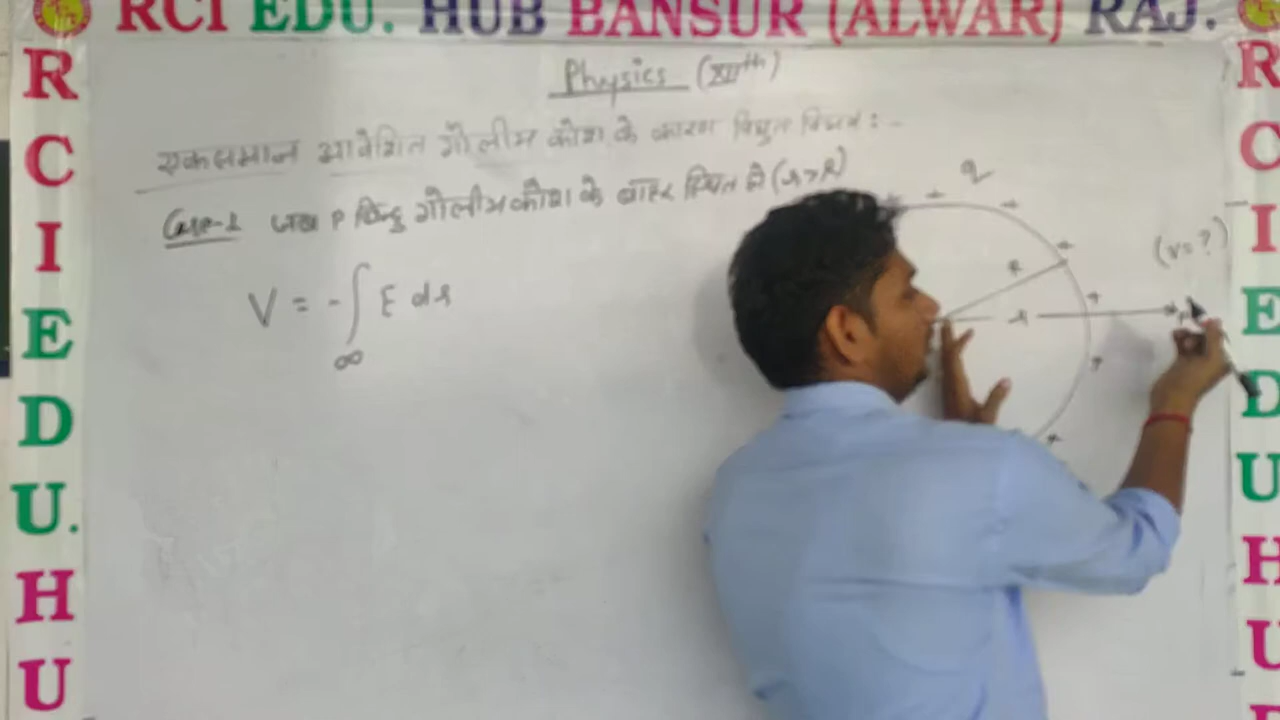 RCI EDU. HUB BANSUR (ALWAR) RAJ.
R
C
I
E
D
U.
H
U
Physics (XIIth)
एकसमान आवेशित गोलीय कोश के कारण विद्युत विभव :-
Case-1 जब P बिन्दु गोलीय कोश के बाहर स्थित हो (r>R)
V = -∫ E dr
∞
q
+ + + + + + +
R
r
(V=?)
R
C
I
E
D
U
H
U